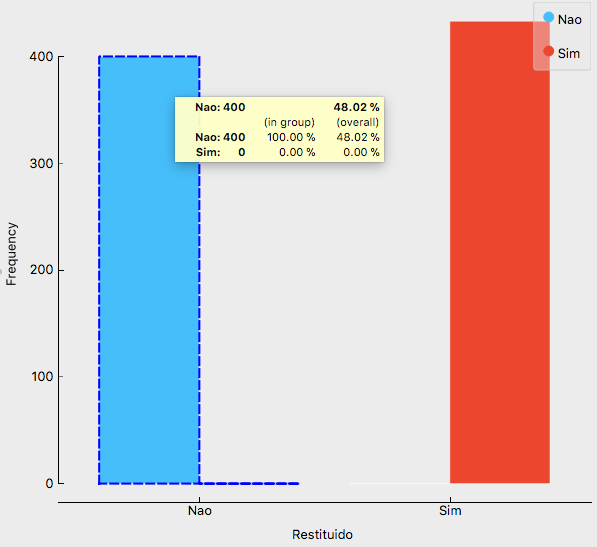 Nao
Sim
400
300
200
100
0
Frequency
Nao: 400 48.02 %
(in group) (overall)
Nao: 400 100.00 % 48.02 %
Sim: 0 0.00 % 0.00 %
Nao Sim
Restituido